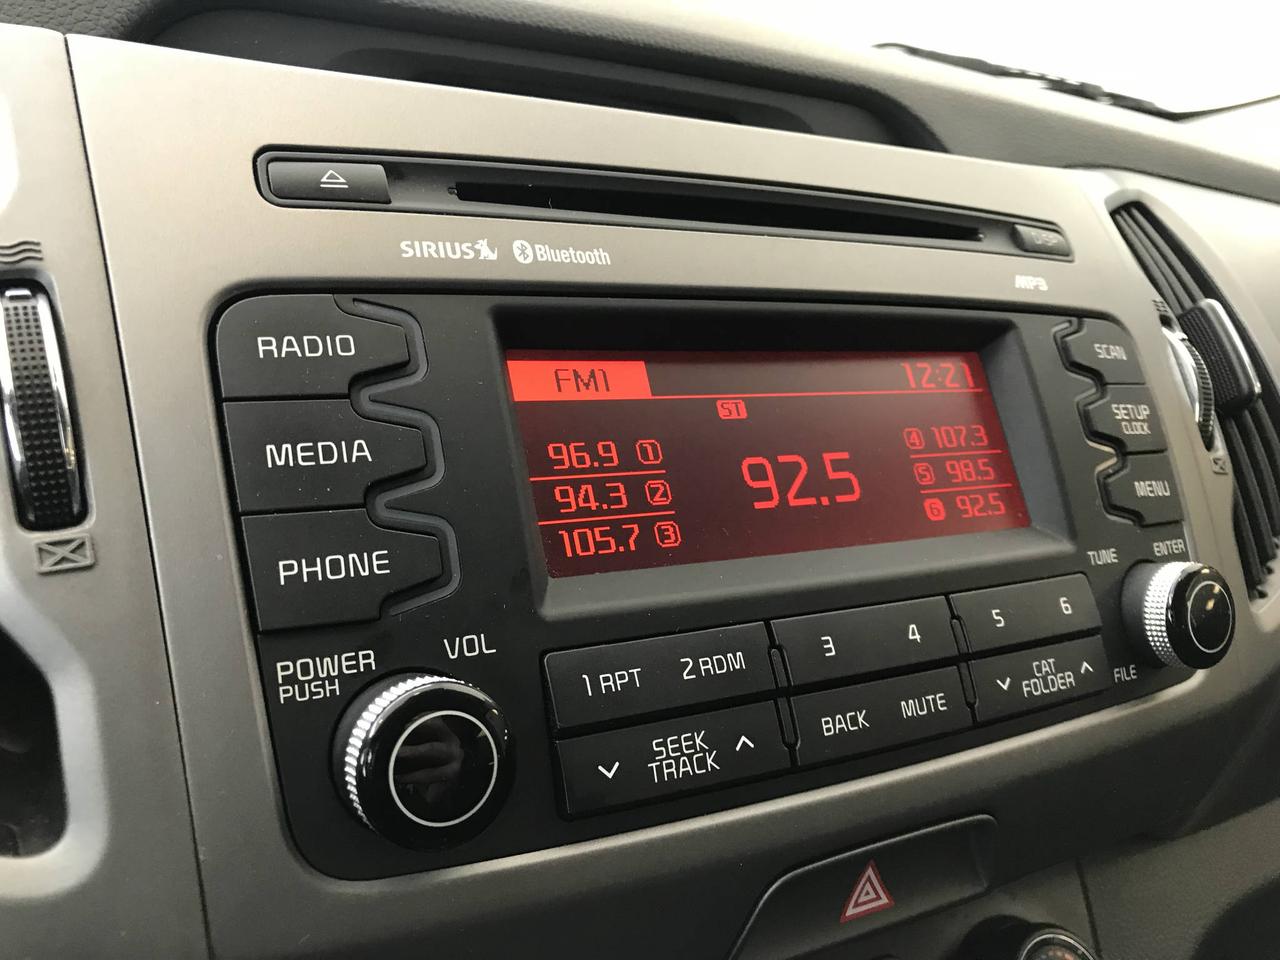 DISP
SIRIUS Bluetooth
MP3
RADIO
MEDIA
PHONE
FM1 12:21
ST
96.9 1
94.3 2
105.7 3
92.5
4 107.3
5 98.5
6 92.5
SCAN
SETUP
CLOCK
MENU
TUNE
ENTER
FILE
POWER
PUSH
VOL
1 RPT 2 RDM
3 4
5 6
SEEK
TRACK
BACK MUTE
CAT
FOLDER